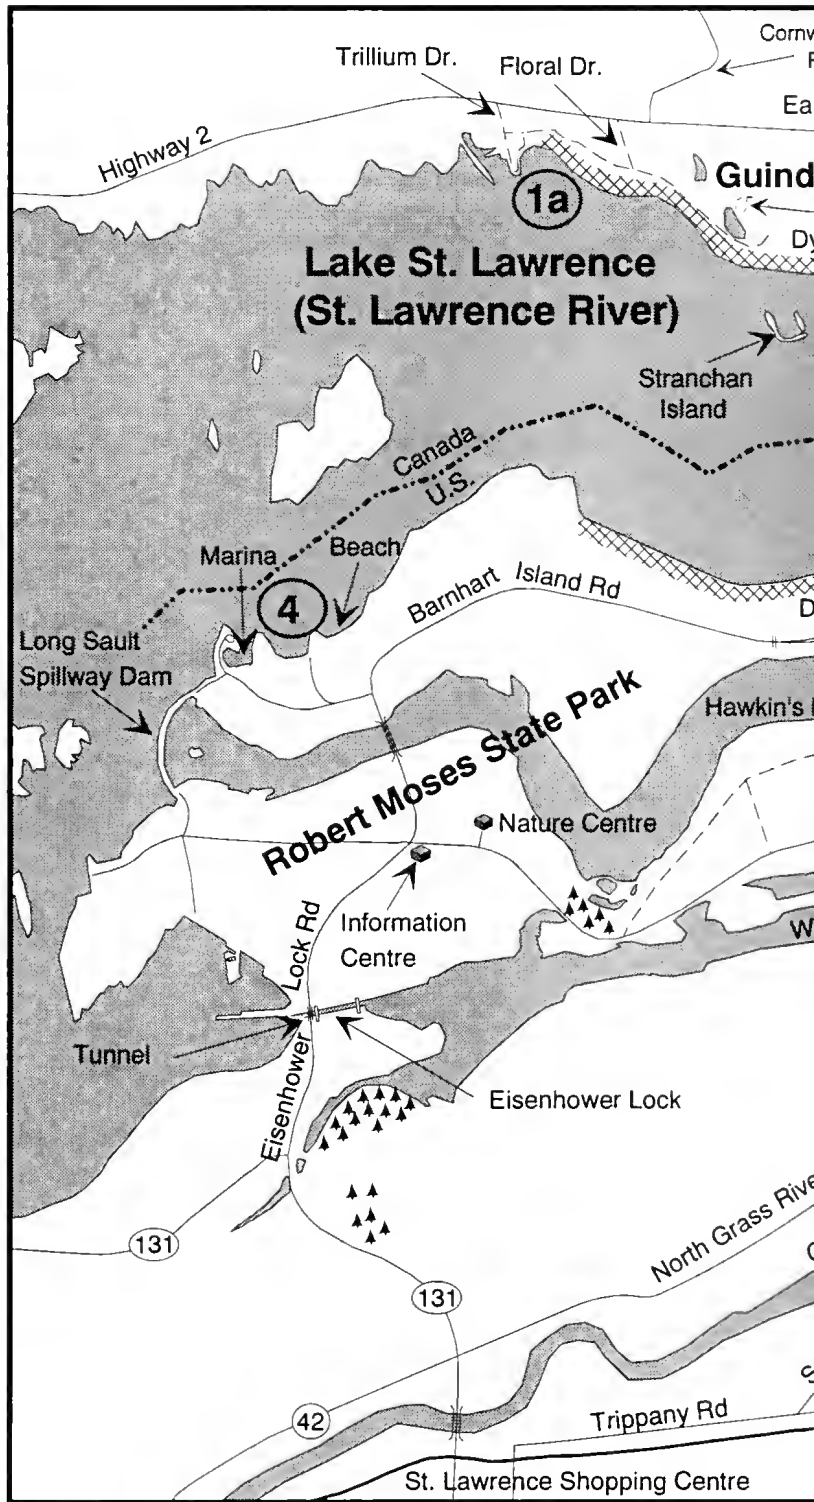 Cornw
Trillium Dr.
Floral Dr.
Ea
Highway 2
Guind
1a
Dy
Lake St. Lawrence
(St. Lawrence River)
Stranchan
Island
Canada
U.S.
Marina
Beach
Barnhart Island Rd
4
D
Long Sault
Spillway Dam
Hawkin's
Robert Moses State Park
Nature Centre
Information
Centre
W
Eisenhower Lock Rd
Tunnel
Eisenhower Lock
131
North Grass Rive
131
42
Trippany Rd
S
St. Lawrence Shopping Centre